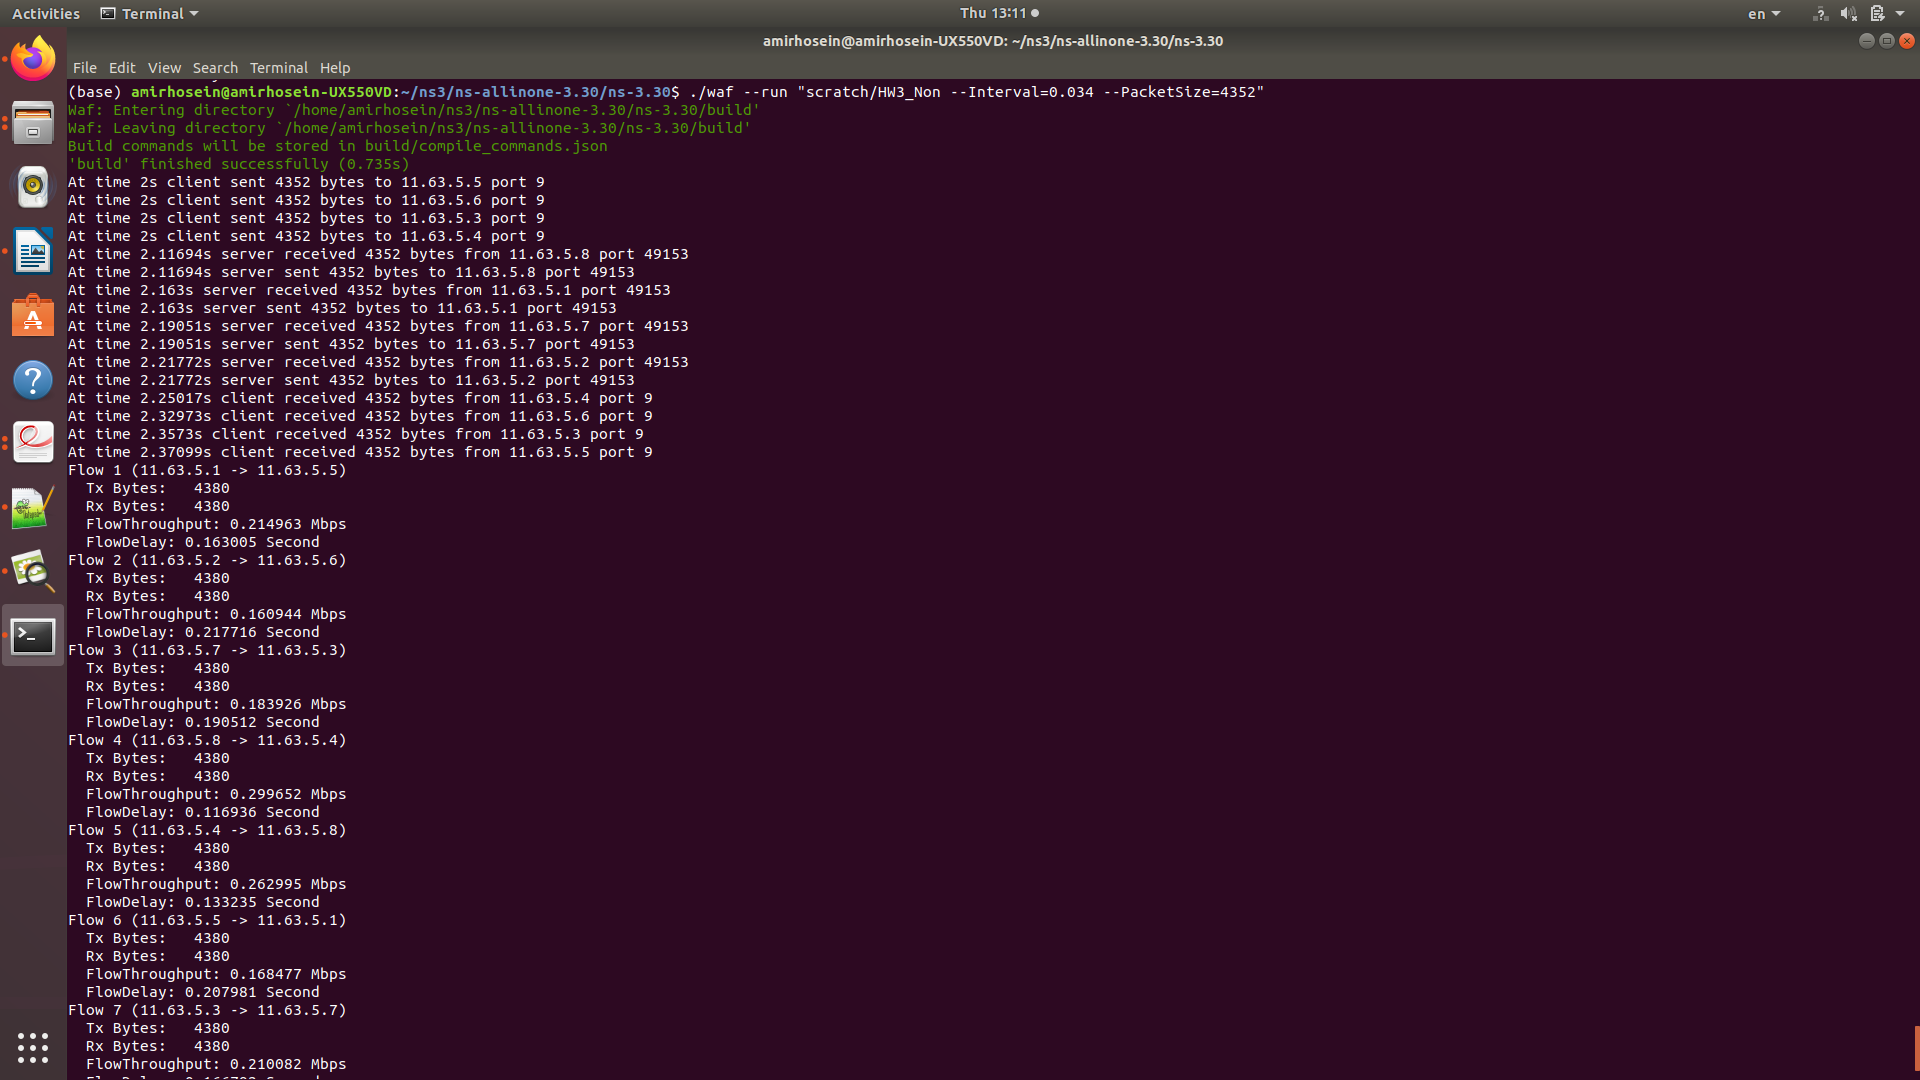 Activities Terminal Thu 13:11 en
amirhosein@amirhosein-UX550VD: ~/ns3/ns-allinone-3.30/ns-3.30
File Edit View Search Terminal Help
(base) amirhosein@amirhosein-UX550VD:~/ns3/ns-allinone-3.30/ns-3.30$ ./waf --run "scratch/HW3_Non --Interval=0.034 --PacketSize=4352"
Waf: Entering directory `/home/amirhosein/ns3/ns-allinone-3.30/ns-3.30/build'
Waf: Leaving directory `/home/amirhosein/ns3/ns-allinone-3.30/ns-3.30/build'
Build commands will be stored in build/compile_commands.json
'build' finished successfully (0.735s)
At time 2s client sent 4352 bytes to 11.63.5.5 port 9
At time 2s client sent 4352 bytes to 11.63.5.6 port 9
At time 2s client sent 4352 bytes to 11.63.5.3 port 9
At time 2s client sent 4352 bytes to 11.63.5.4 port 9
At time 2.11694s server received 4352 bytes from 11.63.5.8 port 49153
At time 2.11694s server sent 4352 bytes to 11.63.5.8 port 49153
At time 2.163s server received 4352 bytes from 11.63.5.1 port 49153
At time 2.163s server sent 4352 bytes to 11.63.5.1 port 49153
At time 2.19051s server received 4352 bytes from 11.63.5.7 port 49153
At time 2.19051s server sent 4352 bytes to 11.63.5.7 port 49153
At time 2.21772s server received 4352 bytes from 11.63.5.2 port 49153
At time 2.21772s server sent 4352 bytes to 11.63.5.2 port 49153
At time 2.25017s client received 4352 bytes from 11.63.5.4 port 9
At time 2.32973s client received 4352 bytes from 11.63.5.6 port 9
At time 2.3573s client received 4352 bytes from 11.63.5.3 port 9
At time 2.37099s client received 4352 bytes from 11.63.5.5 port 9
Flow 1 (11.63.5.1 -> 11.63.5.5)
Tx Bytes: 4380
Rx Bytes: 4380
FlowThroughput: 0.214963 Mbps
FlowDelay: 0.163005 Second
Flow 2 (11.63.5.2 -> 11.63.5.6)
Tx Bytes: 4380
Rx Bytes: 4380
FlowThroughput: 0.160944 Mbps
FlowDelay: 0.217716 Second
Flow 3 (11.63.5.7 -> 11.63.5.3)
Tx Bytes: 4380
Rx Bytes: 4380
FlowThroughput: 0.183926 Mbps
FlowDelay: 0.190512 Second
Flow 4 (11.63.5.8 -> 11.63.5.4)
Tx Bytes: 4380
Rx Bytes: 4380
FlowThroughput: 0.299652 Mbps
FlowDelay: 0.116936 Second
Flow 5 (11.63.5.4 -> 11.63.5.8)
Tx Bytes: 4380
Rx Bytes: 4380
FlowThroughput: 0.262995 Mbps
FlowDelay: 0.133235 Second
Flow 6 (11.63.5.5 -> 11.63.5.1)
Tx Bytes: 4380
Rx Bytes: 4380
FlowThroughput: 0.168477 Mbps
FlowDelay: 0.207981 Second
Flow 7 (11.63.5.3 -> 11.63.5.7)
Tx Bytes: 4380
Rx Bytes: 4380
FlowThroughput: 0.210082 Mbps